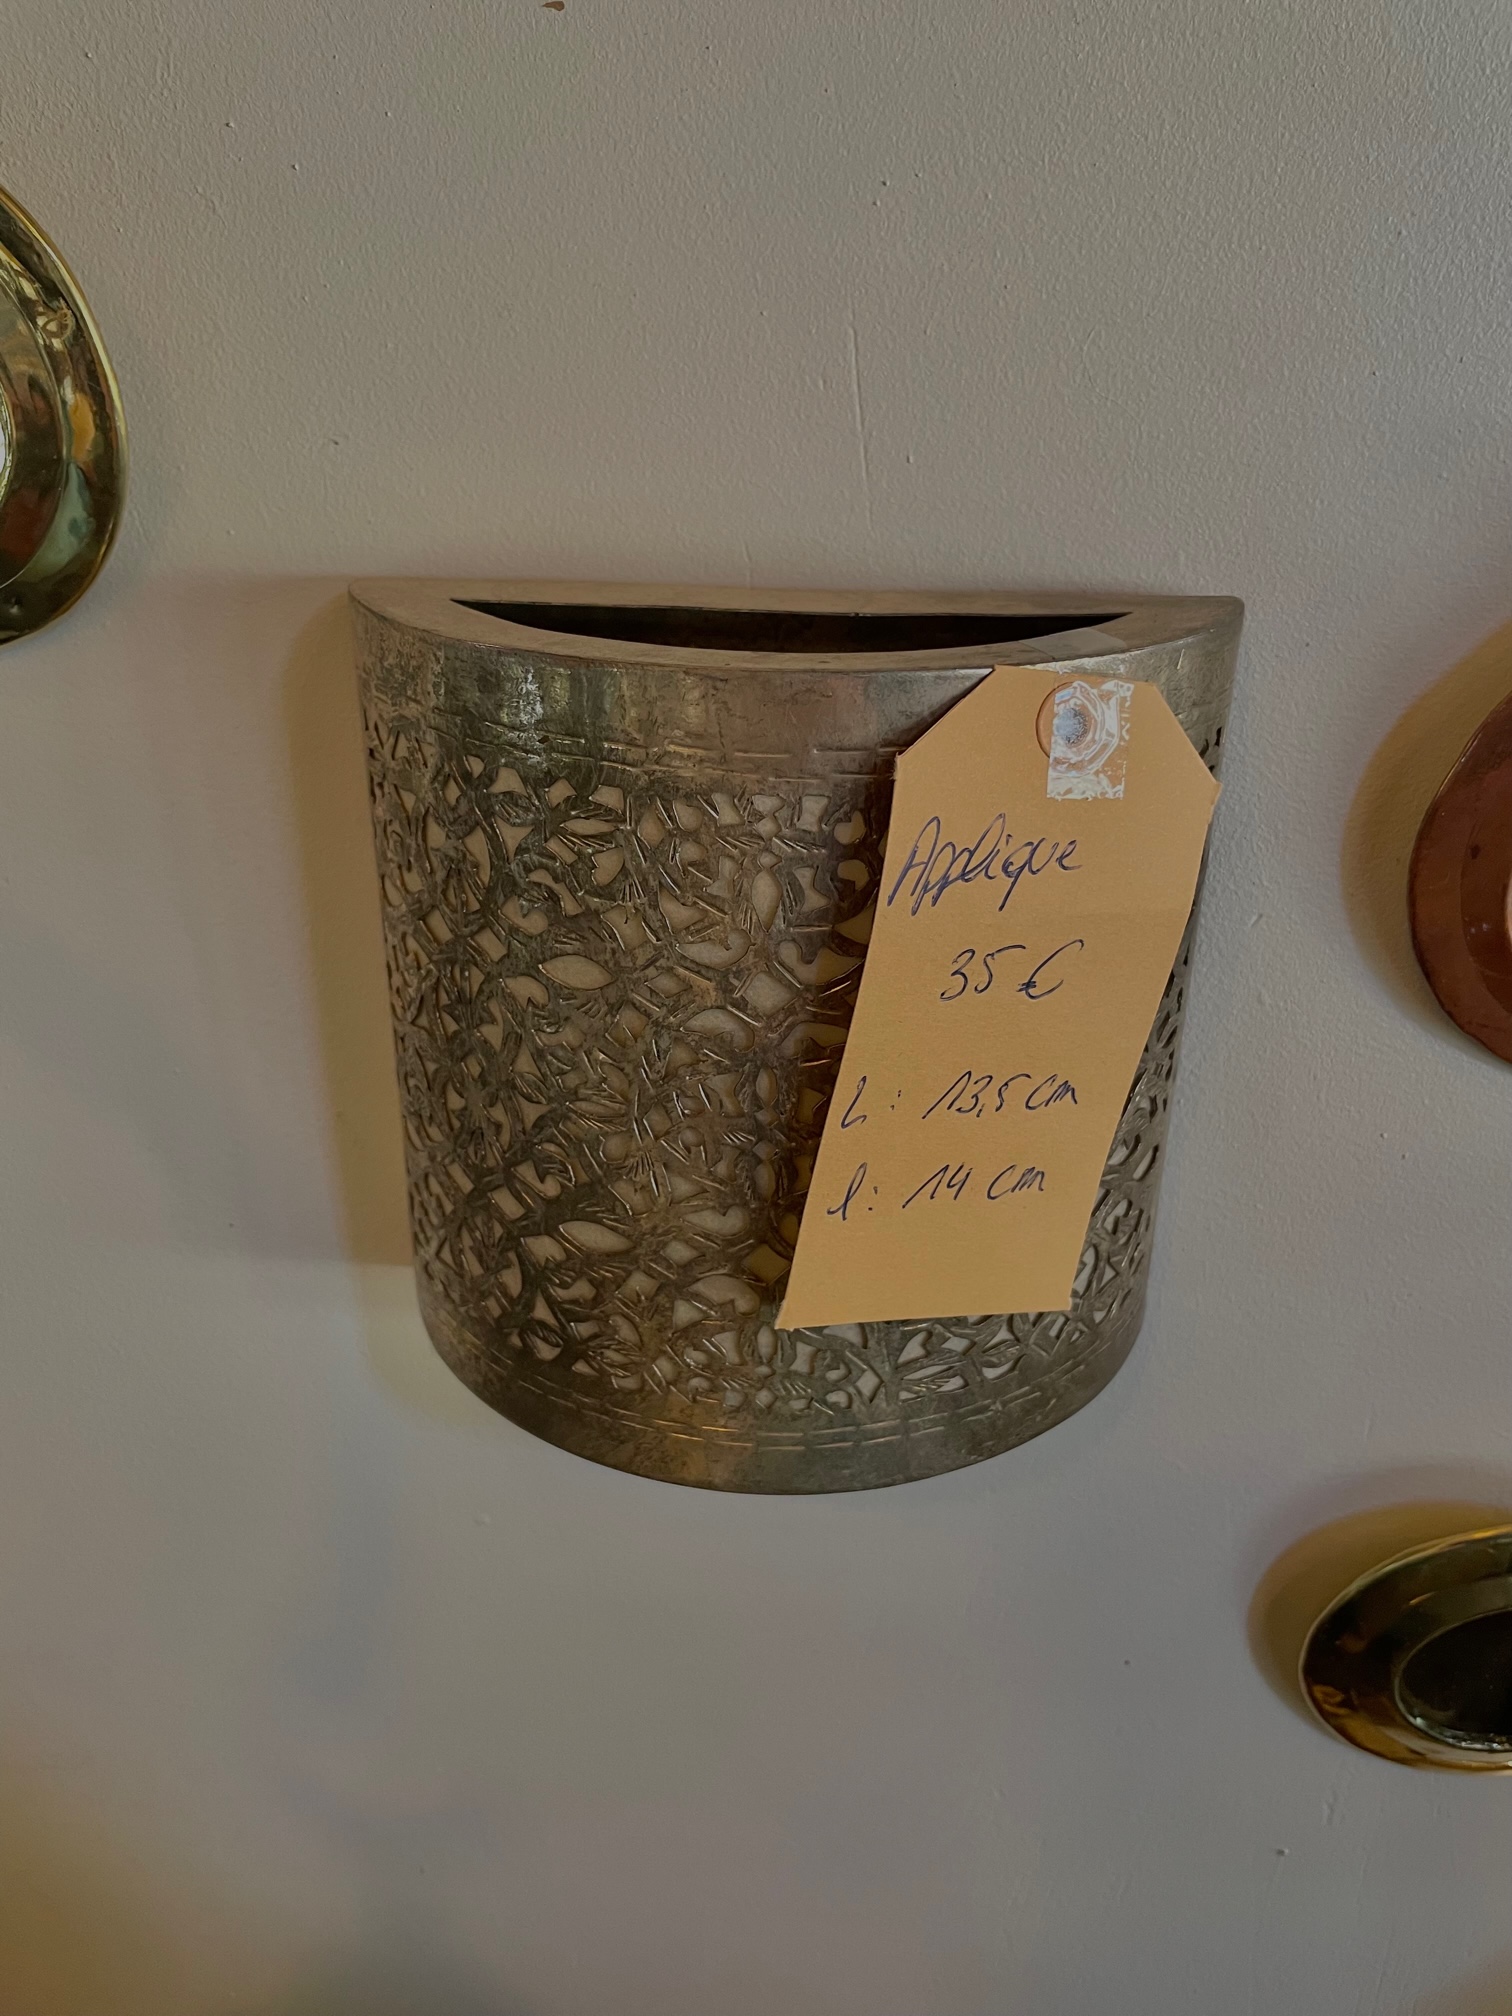 Applique
35 €
L : 13,5 cm
l : 14 cm